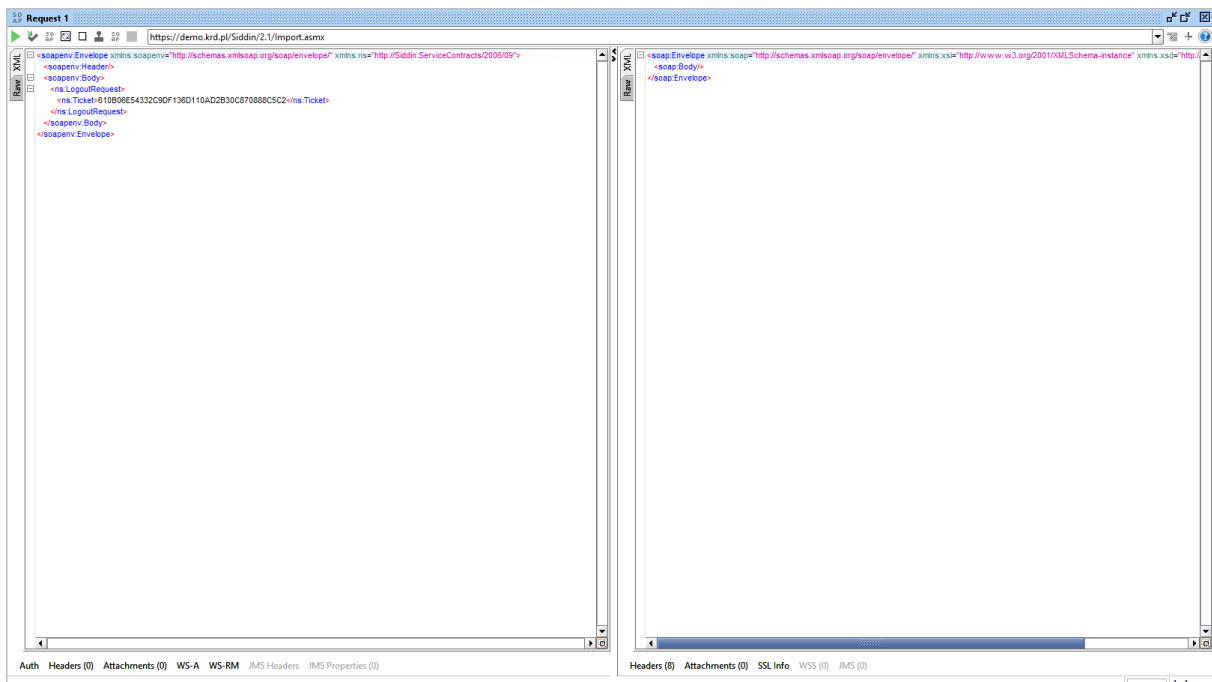 SO AP Request 1
https://demo.krd.pl/Siddin/2.1/Import.asmx
XML
Raw
<soapenv:Envelope xmlns:soapenv="http://schemas.xmlsoap.org/soap/envelope/" xmlns:ns="http://Siddin.ServiceContracts/2006/09">
<soapenv:Header/>
<soapenv:Body>
<ns:LogoutRequest>
<ns:Ticket>610B06E54332C9DF136D110AD2B30C870888C5C2</ns:Ticket>
</ns:LogoutRequest>
</soapenv:Body>
</soapenv:Envelope>
XML
Raw
<soap:Envelope xmlns:soap="http://schemas.xmlsoap.org/soap/envelope/" xmlns:xsi="http://www.w3.org/2001/XMLSchema-instance" xmlns:xsd="http:/
<soap:Body/>
</soap:Envelope>
Auth Headers (0) Attachments (0) WS-A WS-RM JMS Headers JMS Properties (0)
Headers (8) Attachments (0) SSL Info WSS (0) JMS (0)